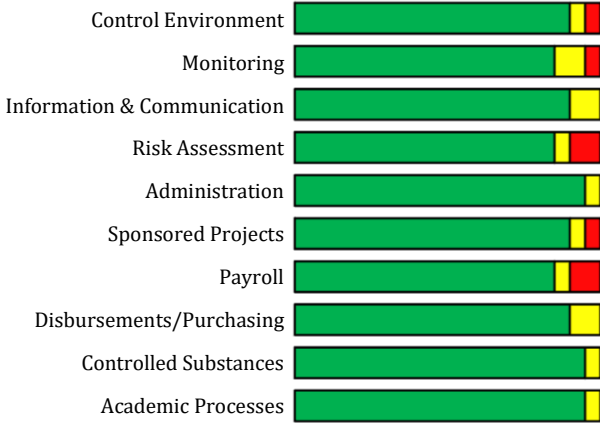 Control Environment
Monitoring
Information & Communication
Risk Assessment
Administration
Sponsored Projects
Payroll
Disbursements/Purchasing
Controlled Substances
Academic Processes